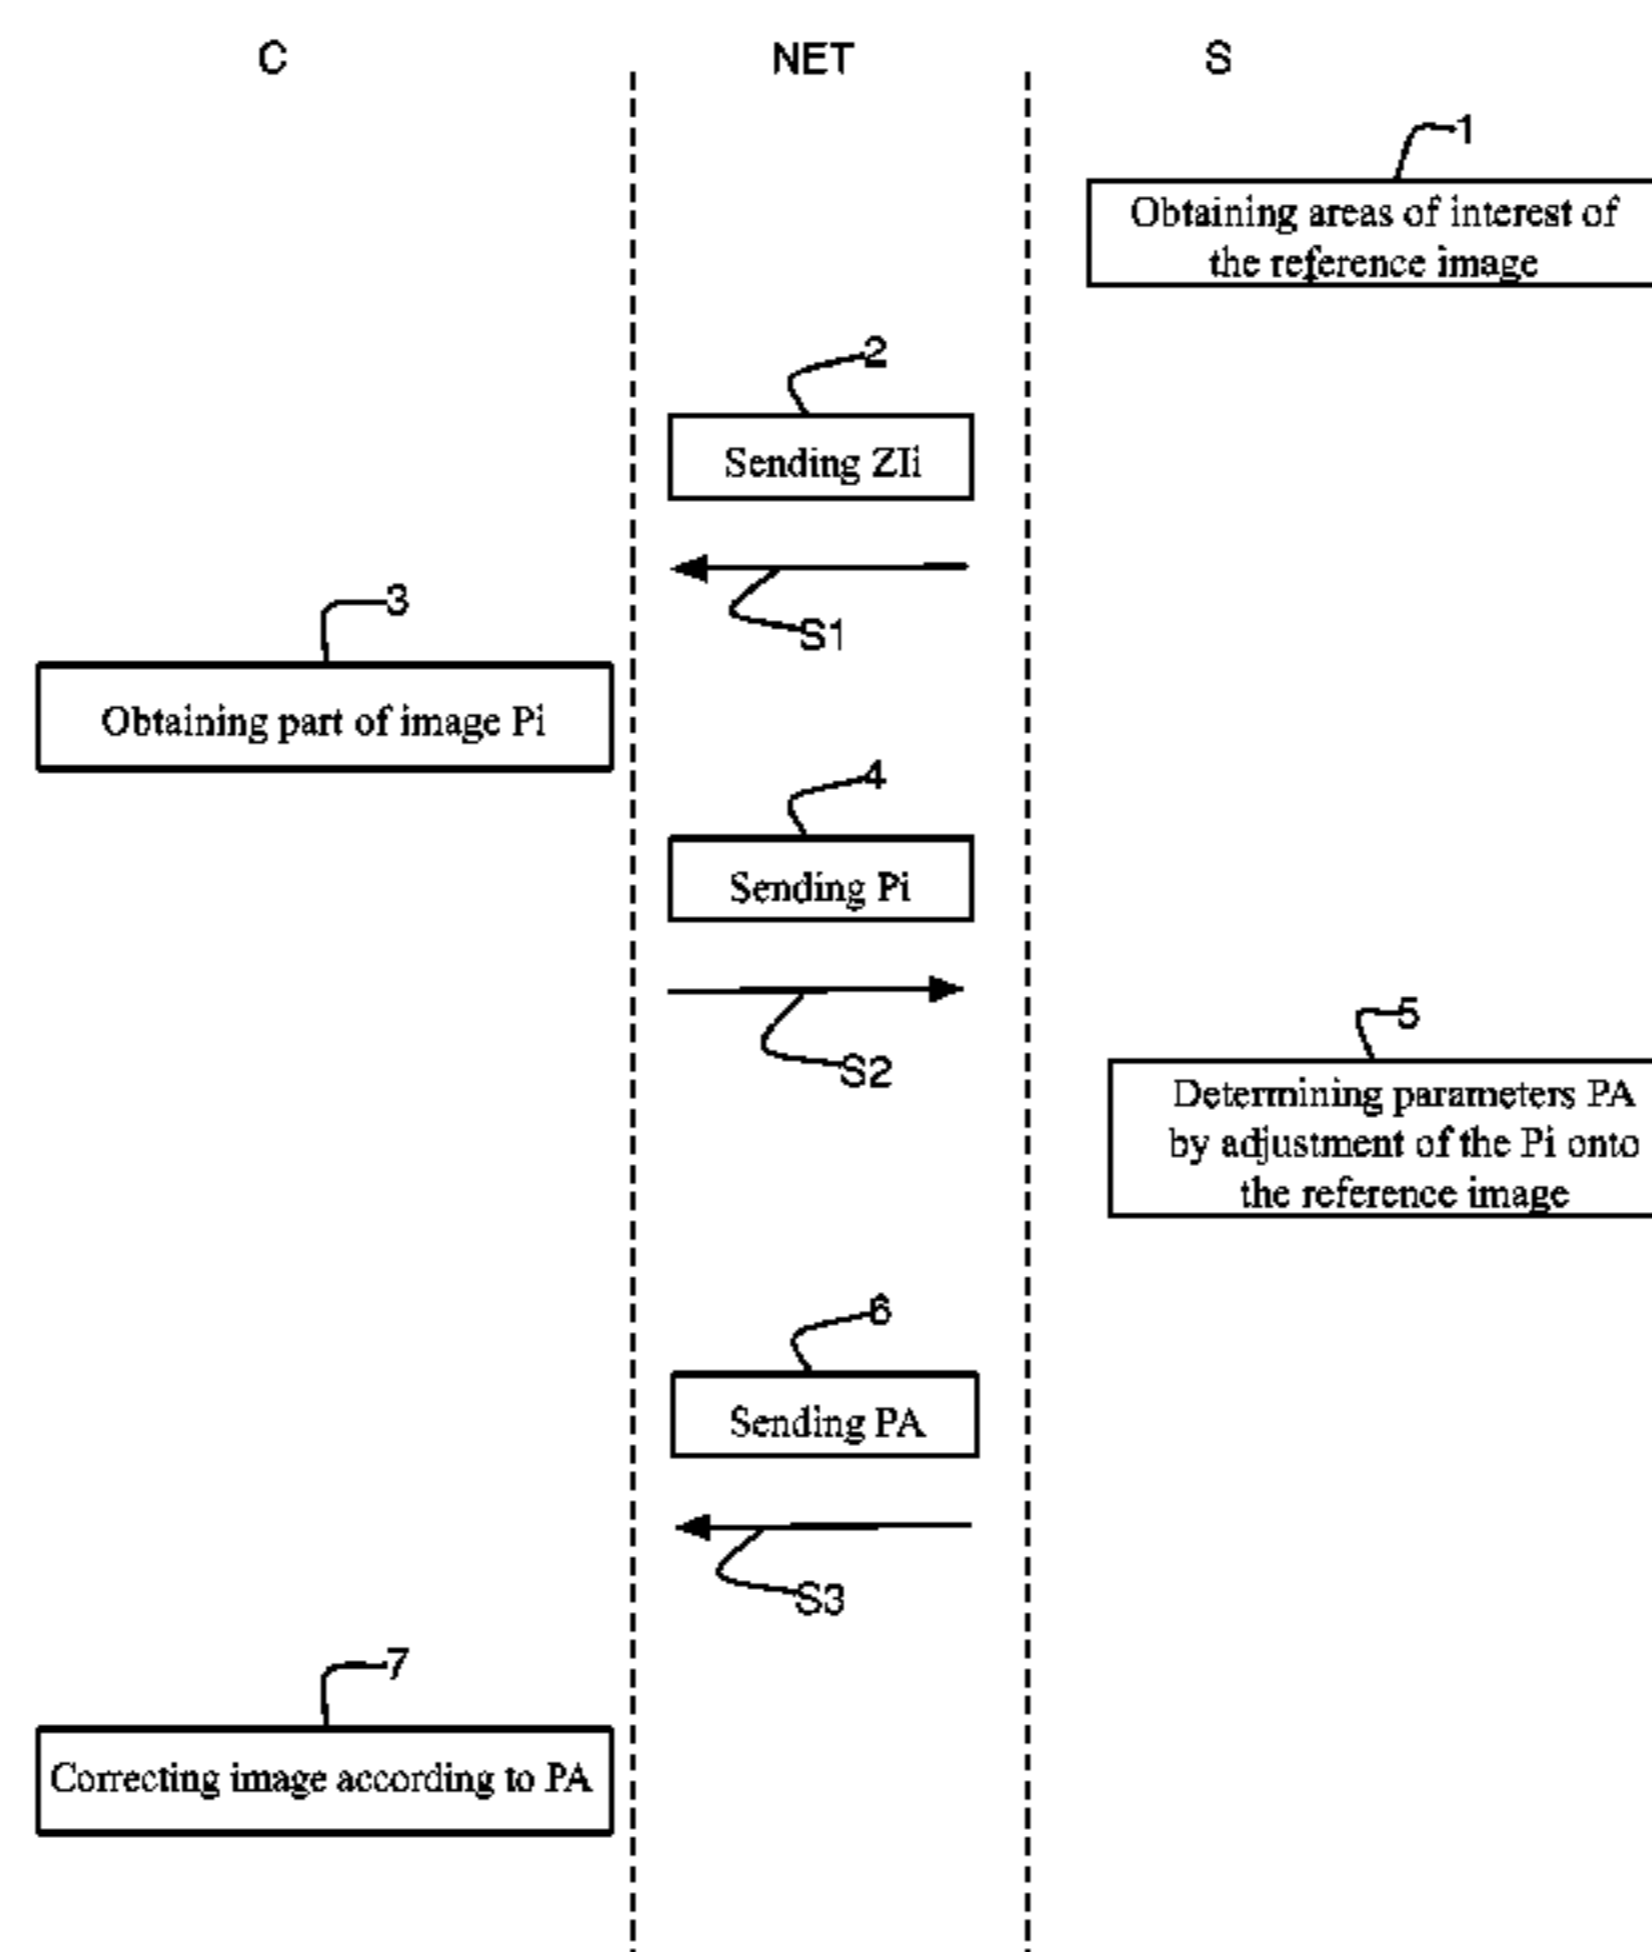 C
NET
S
1
Obtaining areas of interest of
the reference image
2
Sending ZIi
S1
3
Obtaining part of image Pi
4
Sending Pi
S2
5
Determining parameters PA
by adjustment of the Pi onto
the reference image
6
Sending PA
S3
7
Correcting image according to PA